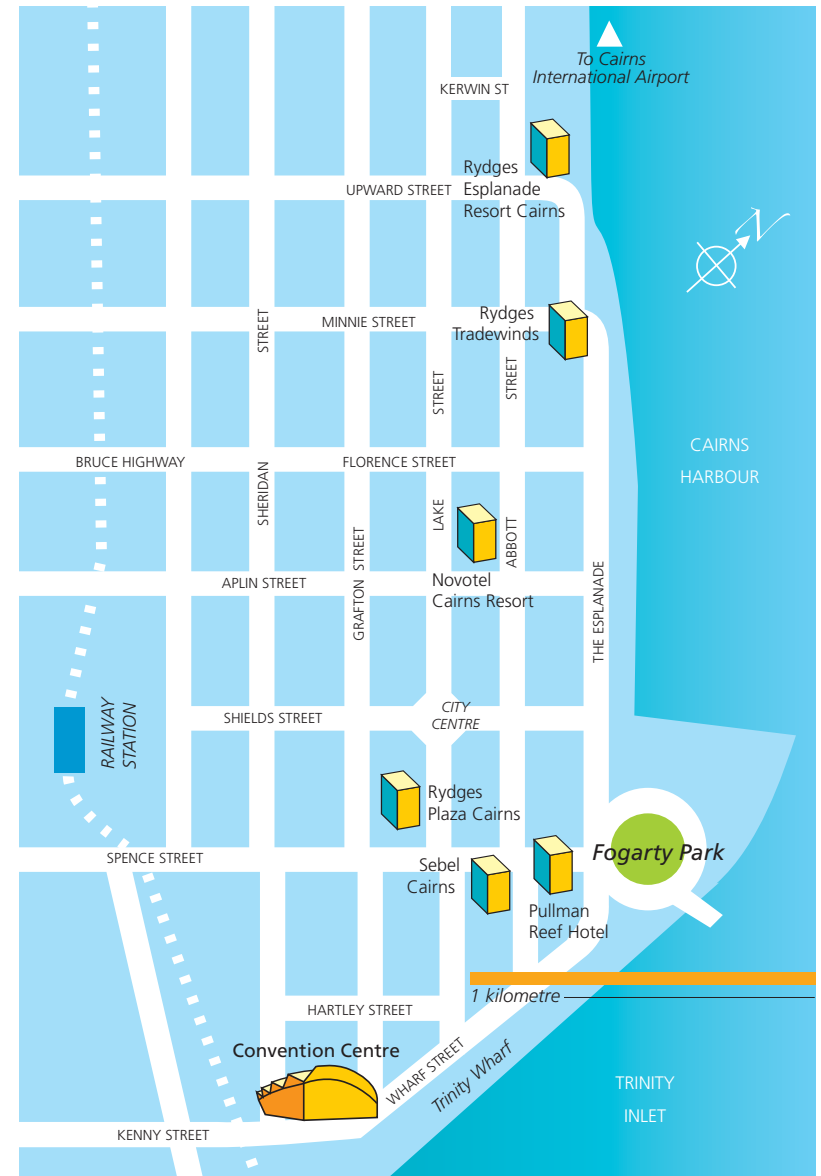 To Cairns
International Airport
KERWIN ST
Rydges
Esplanade
Resort Cairns
UPWARD STREET
N
Rydges
Tradewinds
MINNIE STREET
STREET
STREET
STREET
CAIRNS
HARBOUR
BRUCE HIGHWAY
FLORENCE STREET
SHERIDAN
LAKE
ABBOTT
GRAFTON STREET
Novotel
Cairns Resort
APLIN STREET
THE ESPLANADE
RAILWAY
STATION
SHIELDS STREET
CITY
CENTRE
Rydges
Plaza Cairns
SPENCE STREET
Sebel
Cairns
Fogarty Park
Pullman
Reef Hotel
1 kilometre
HARTLEY STREET
Convention Centre
WHARF STREET
Trinity Wharf
TRINITY
INLET
KENNY STREET